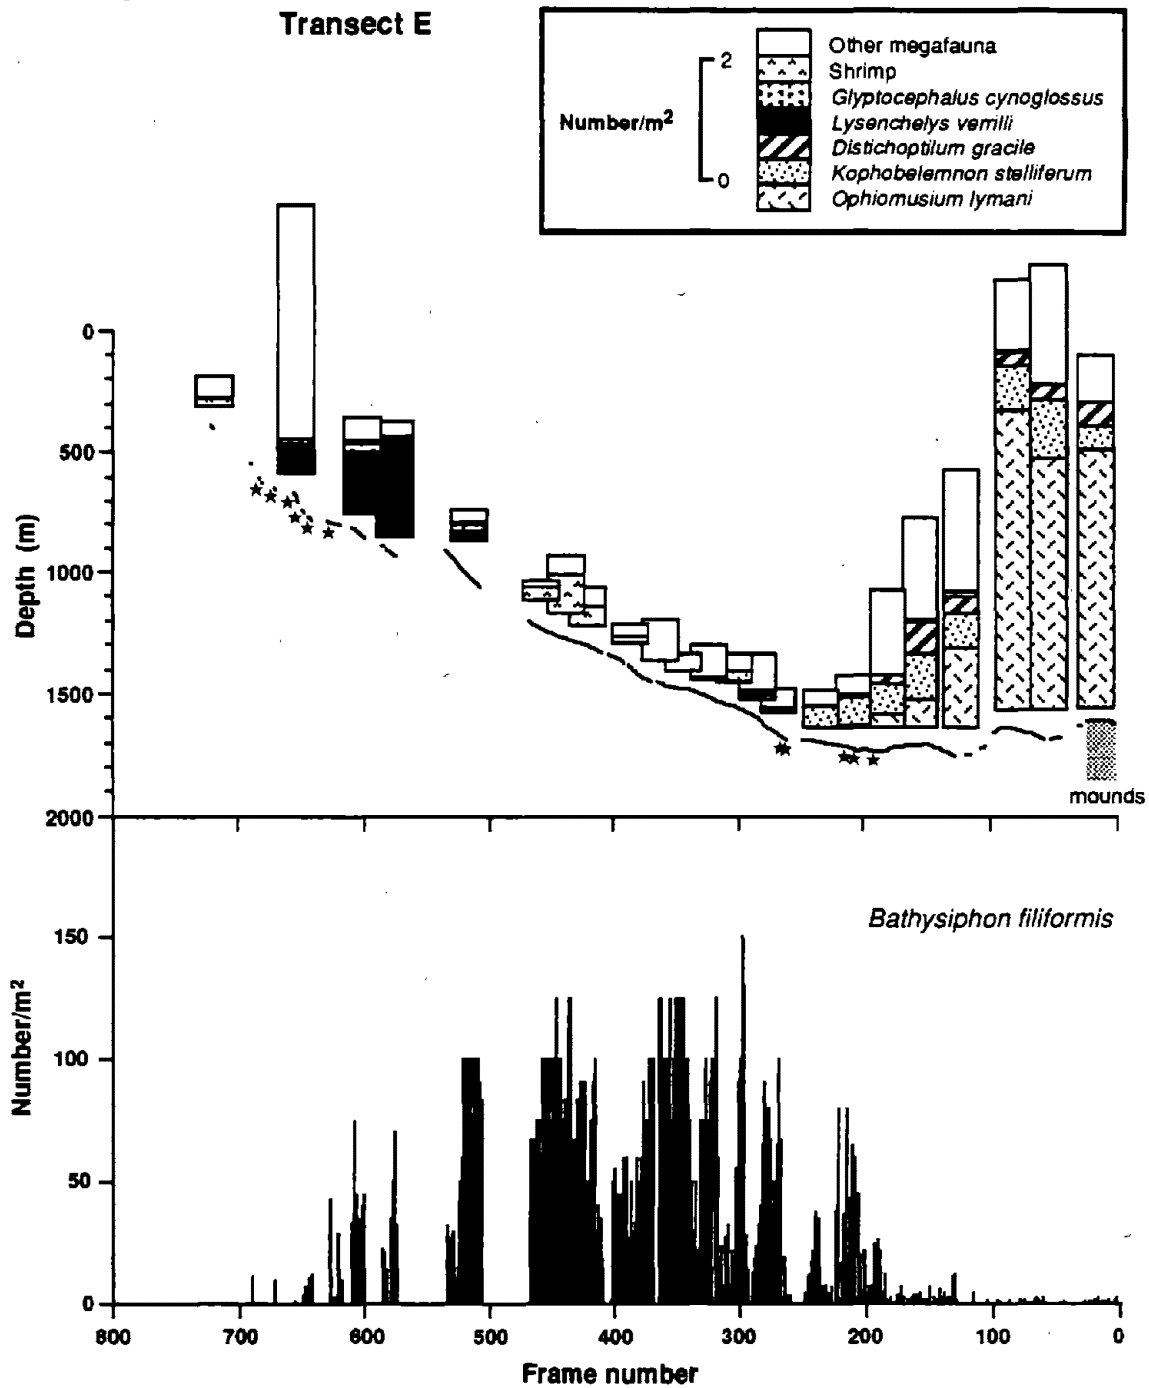 Transect E
Other megafauna
Shrimp
Glyptocephalus cynoglossus
Lysenchelys verrilli
Distichoptilum gracile
Kophobelemnon stelliferum
Ophiomusium lymani
Number/m²
2
0
Depth (m)
0
500
1000
1500
2000
mounds
Bathysiphon filiformis
Number/m²
150
100
50
0
800 700 600 500 400 300 200 100 0
Frame number